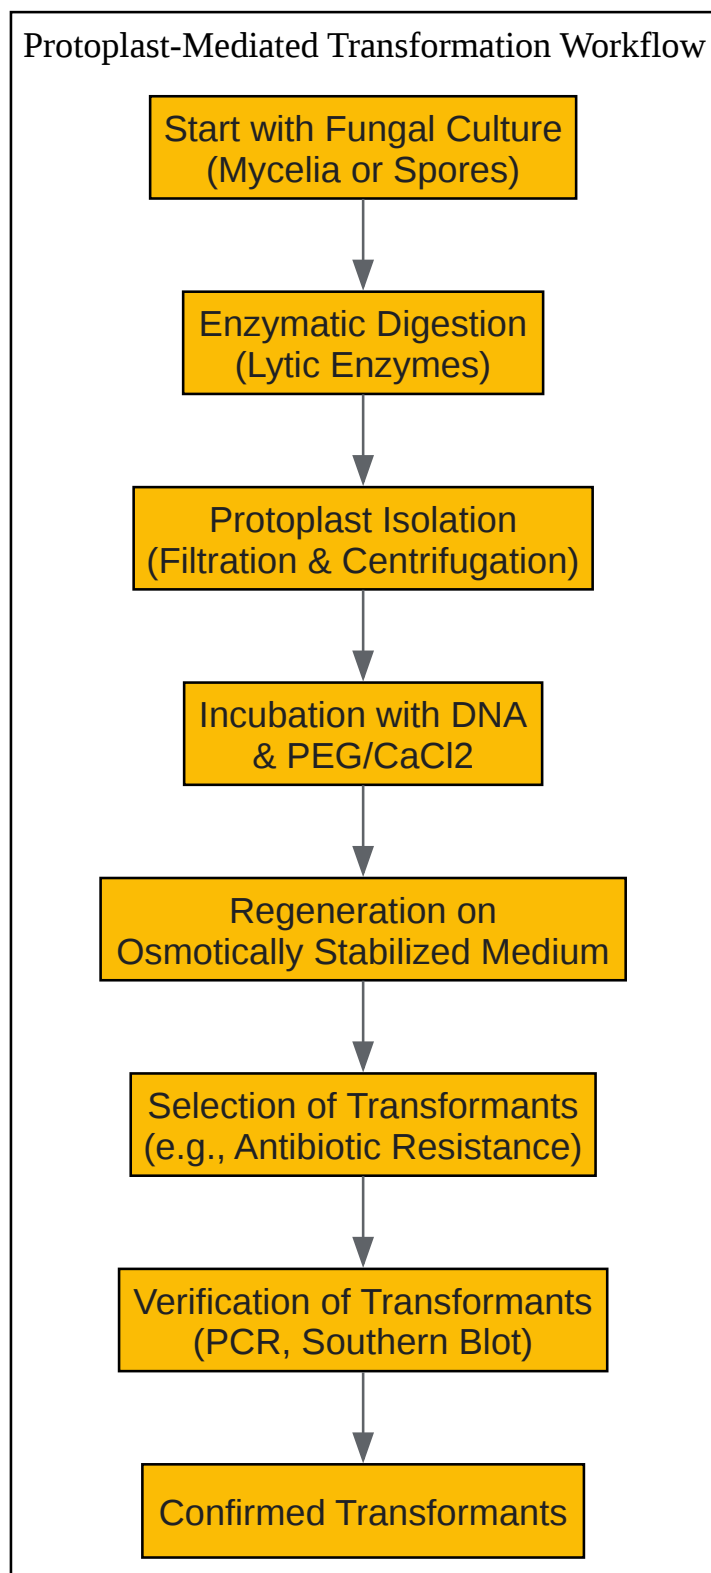 Protoplast-Mediated Transformation Workflow
Start with Fungal Culture
(Mycelia or Spores)
Enzymatic Digestion
(Lytic Enzymes)
Protoplast Isolation
(Filtration & Centrifugation)
Incubation with DNA
& PEG/CaCl2
Regeneration on
Osmotically Stabilized Medium
Selection of Transformants
(e.g., Antibiotic Resistance)
Verification of Transformants
(PCR, Southern Blot)
Confirmed Transformants